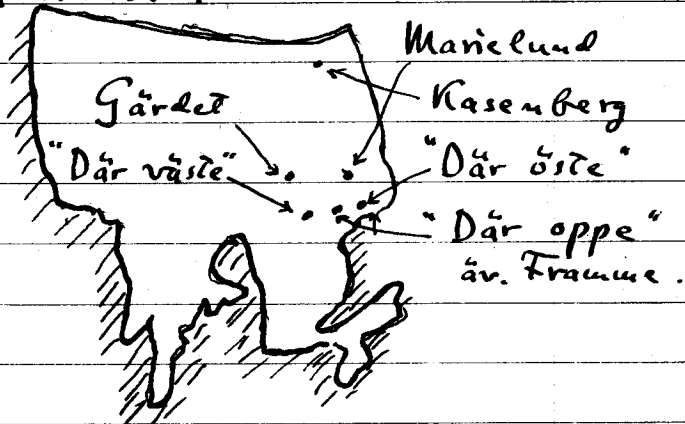 Marielund
Kasenberg
Gärdet
"Där väste"
"Där öste"
"Där oppe"
äv. Framme.